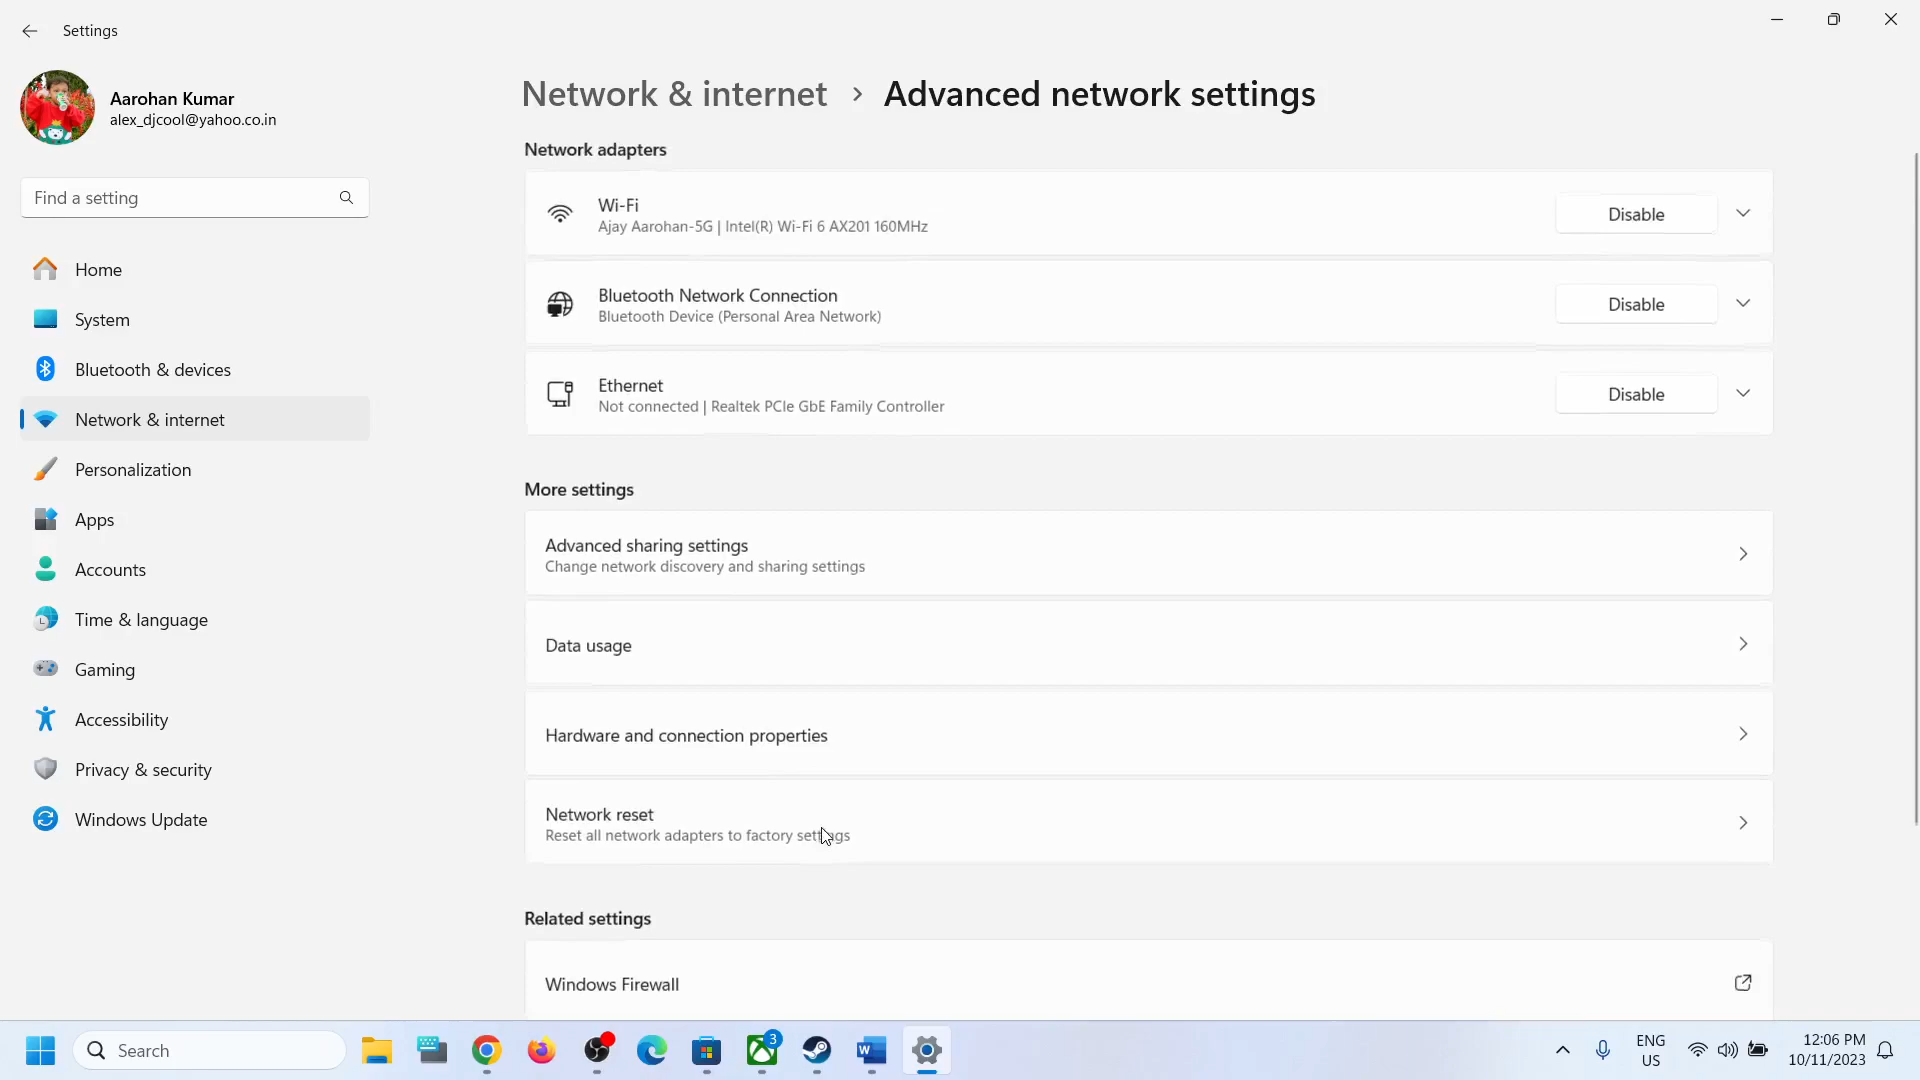 Settings
Aarohan Kumar
alex_djcool@yahoo.co.in
Find a setting
Home
System
Bluetooth & devices
Network & internet
Personalization
Apps
Accounts
Time & language
Gaming
Accessibility
Privacy & security
Windows Update
Network & internet > Advanced network settings
Network adapters
Wi-Fi
Ajay Aarohan-5G | Intel(R) Wi-Fi 6 AX201 160MHz
Disable
Bluetooth Network Connection
Bluetooth Device (Personal Area Network)
Disable
Ethernet
Not connected | Realtek PCIe GbE Family Controller
Disable
More settings
Advanced sharing settings
Change network discovery and sharing settings
Data usage
Hardware and connection properties
Network reset
Reset all network adapters to factory settings
Related settings
Windows Firewall
Search
3
W
ENG
US
12:06 PM
10/11/2023